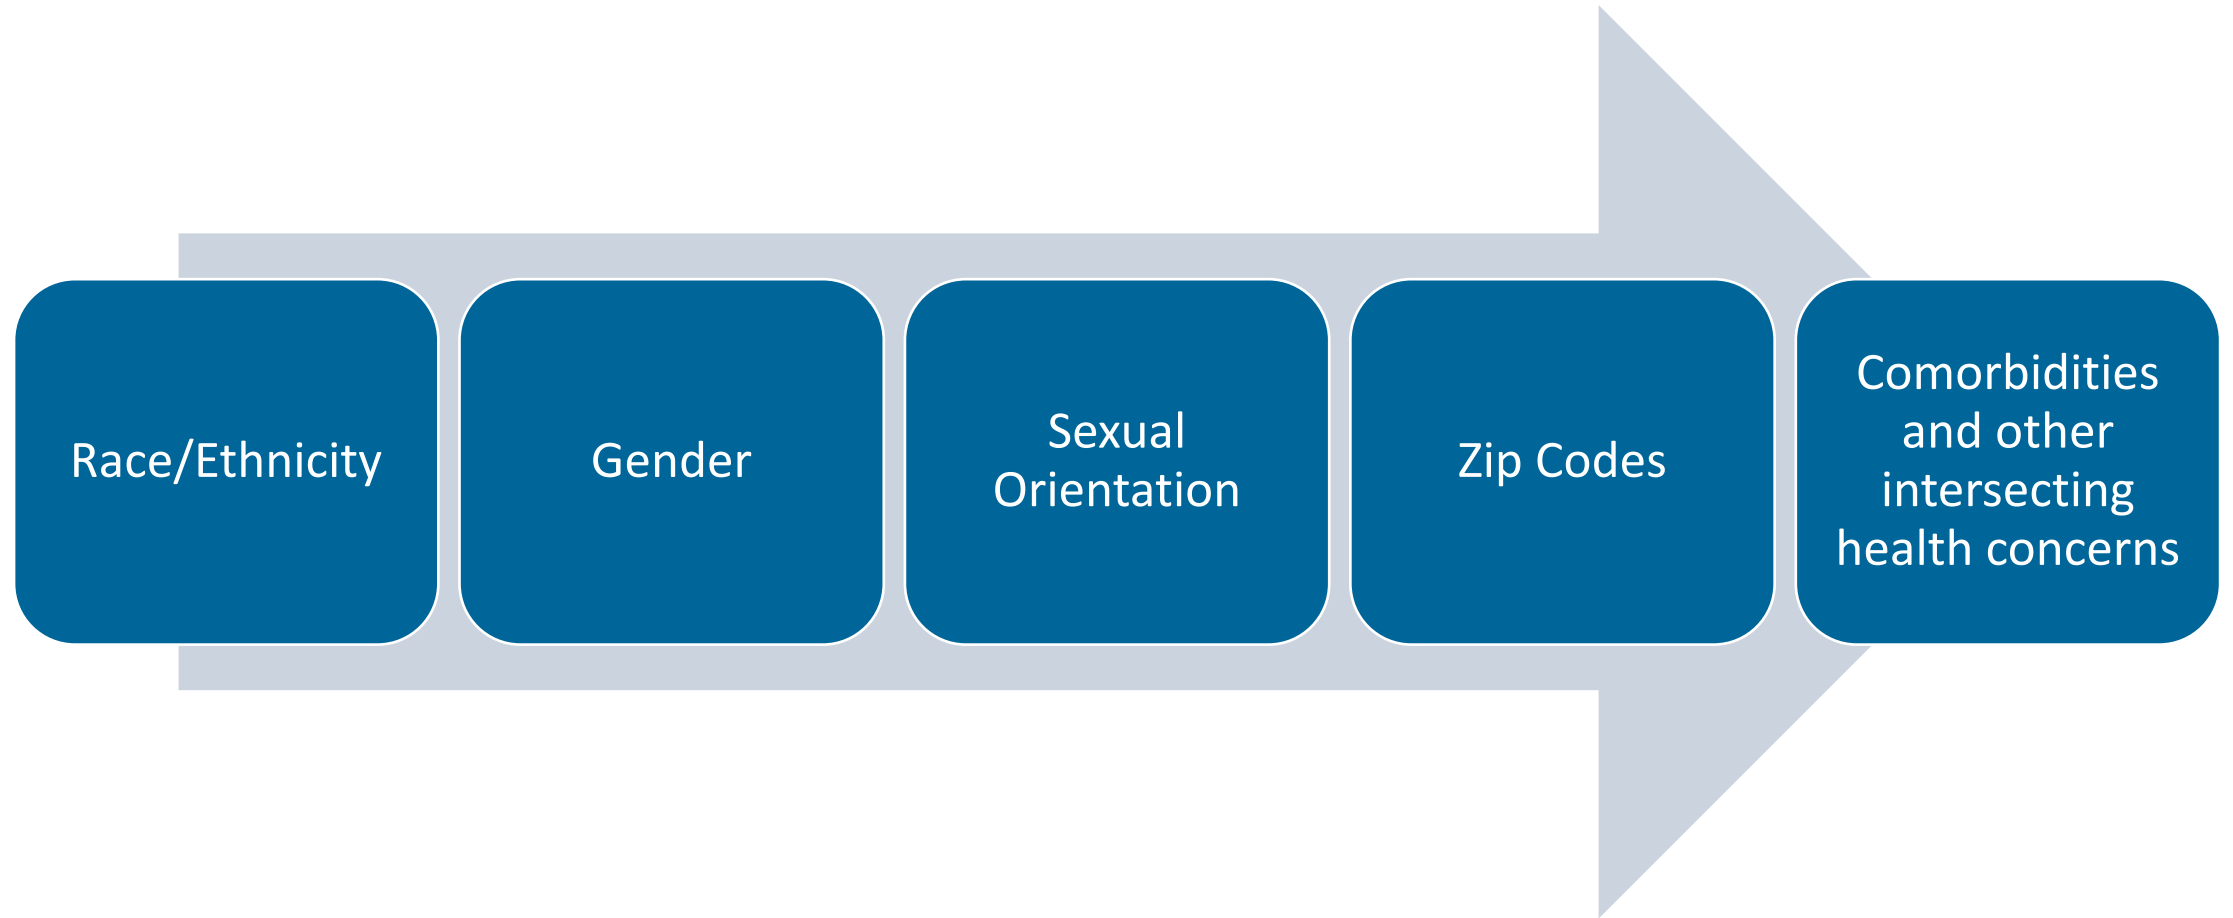 Race/Ethnicity
Gender
Sexual
Orientation
Zip Codes
Comorbidities
and other
intersecting
health concerns